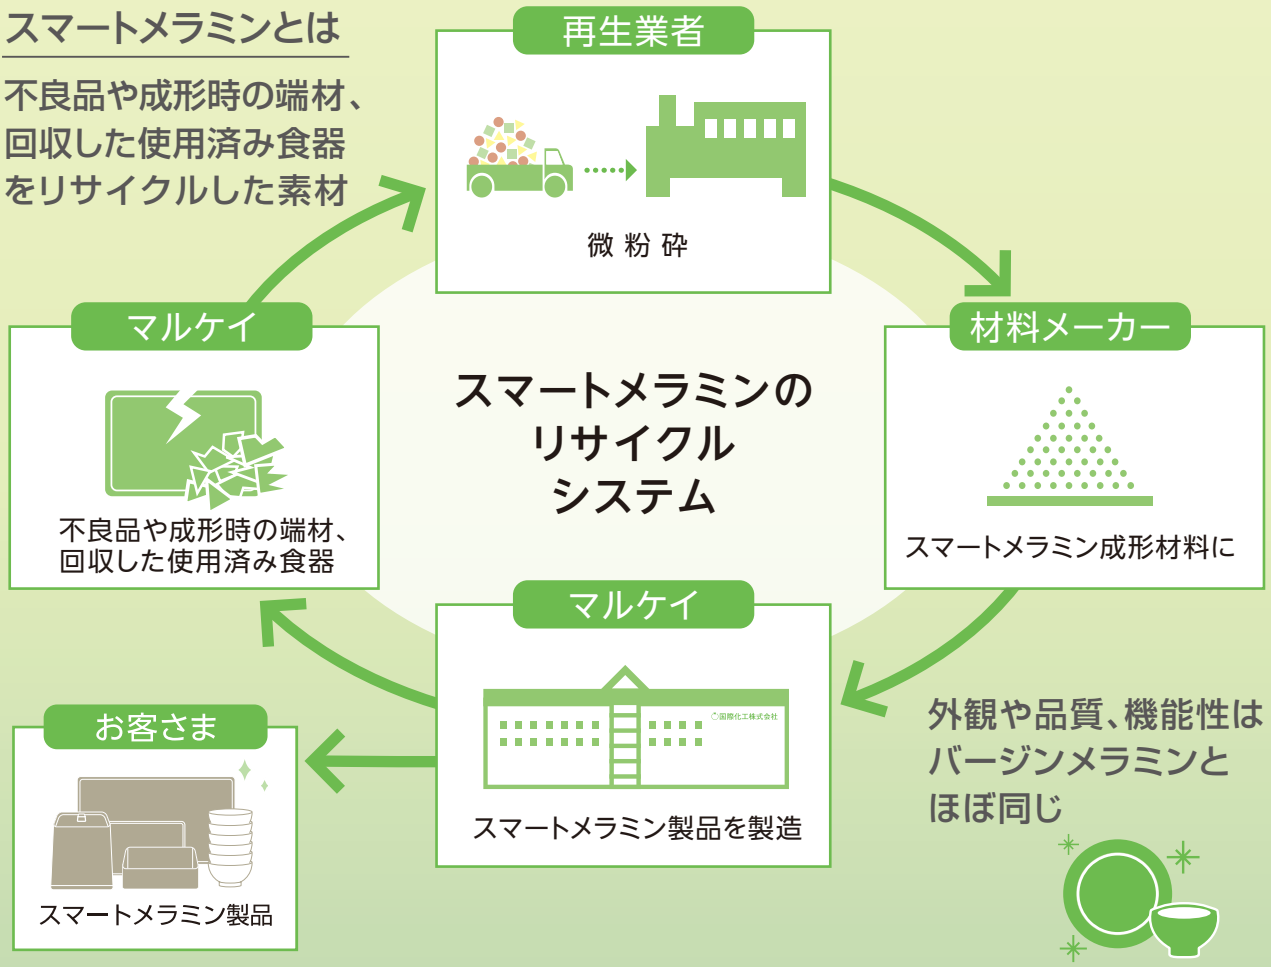 スマートメラミンとは
不良品や成形時の端材、
回収した使用済み食器
をリサイクルした素材
再生業者
微粉砕
材料メーカー
スマートメラミン成形材料に
マルケイ
不良品や成形時の端材、
回収した使用済み食器
スマートメラミンの
リサイクル
システム
マルケイ
国際化工株式会社
スマートメラミン製品を製造
お客さま
スマートメラミン製品
外観や品質、機能性は
バージンメラミンと
ほぼ同じ